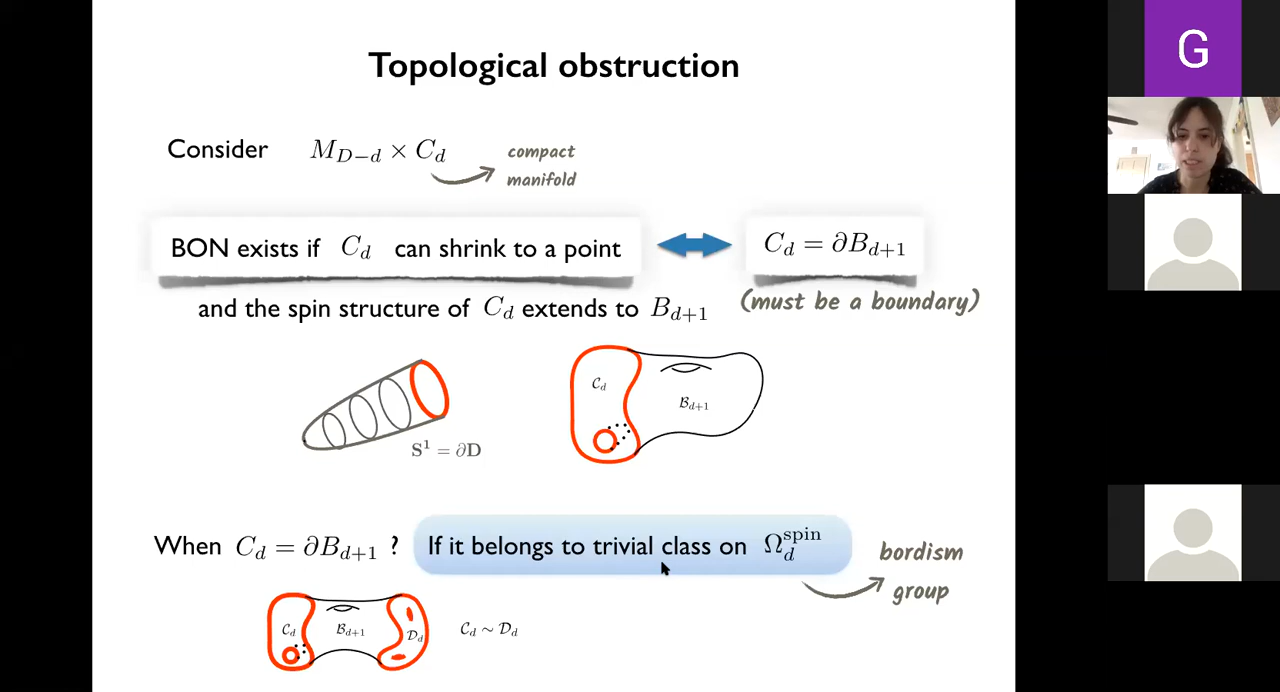 Topological obstruction
G
Consider M_{D−d} × C_d
compact
manifold
BON exists if C_d can shrink to a point
C_d = ∂B_{d+1}
and the spin structure of C_d extends to B_{d+1}
(must be a boundary)
C_d
B_{d+1}
S^1 = ∂D
When C_d = ∂B_{d+1} ?
If it belongs to trivial class on Ω_d^{spin}
bordism
group
C_d
B_{d+1}
D_d
C_d ∼ D_d